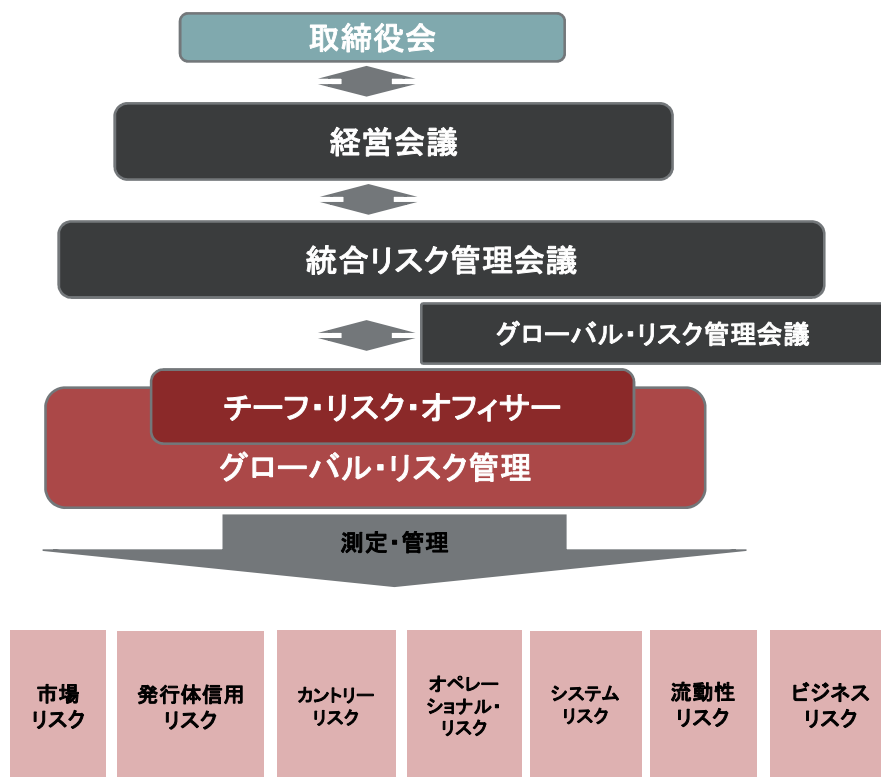 取締役会
経営会議
統合リスク管理会議
グローバル・リスク管理会議
チーフ・リスク・オフィサー
グローバル・リスク管理
測定・管理
市場
リスク
発行体信用
リスク
カントリー
リスク
オペレー
ショナル・
リスク
システム
リスク
流動性
リスク
ビジネス
リスク